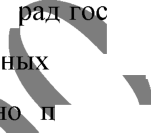 рад гос
ных
но п